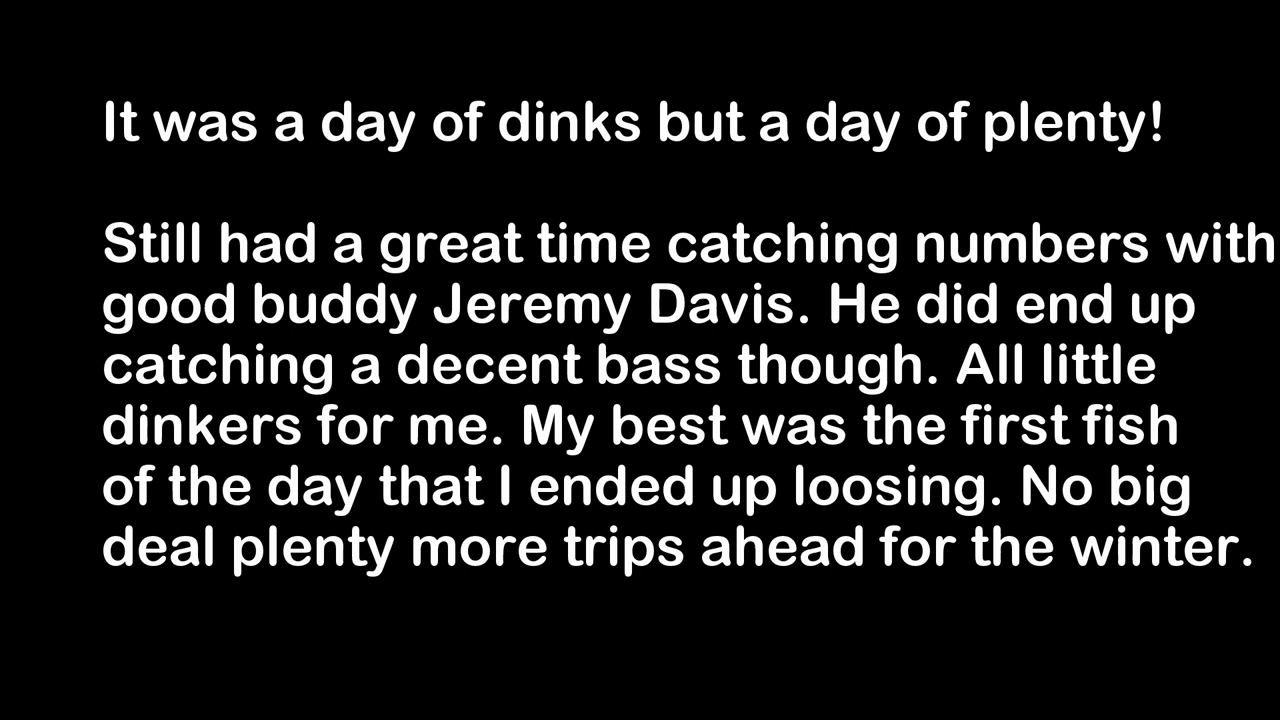 It was a day of dinks but a day of plenty!
Still had a great time catching numbers with
good buddy Jeremy Davis. He did end up
catching a decent bass though. All little
dinkers for me. My best was the first fish
of the day that I ended up loosing. No big
deal plenty more trips ahead for the winter.